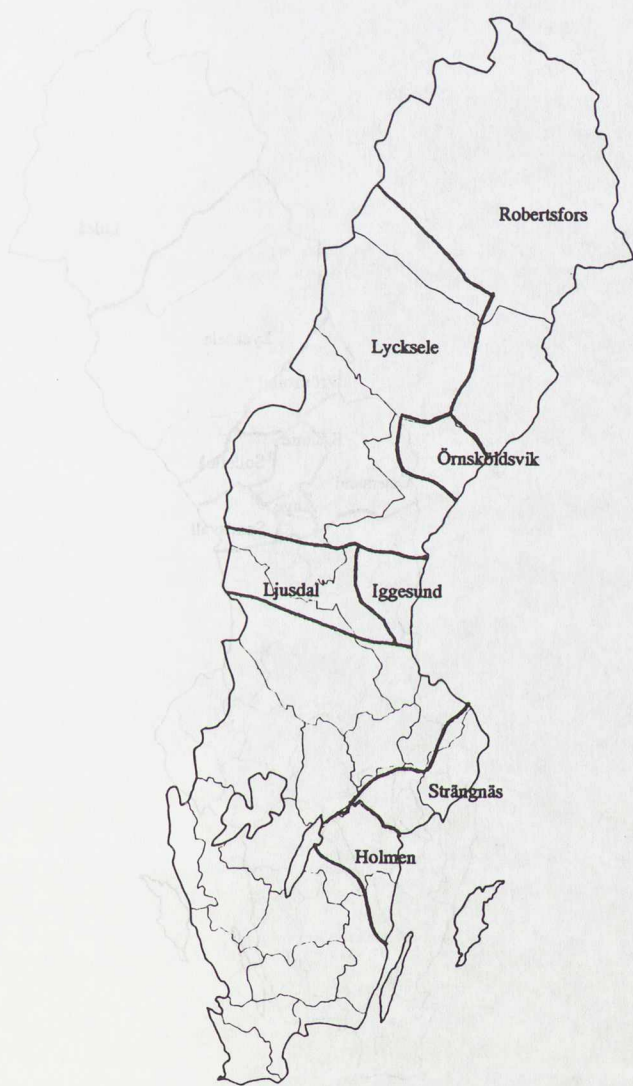 Robertsfors
Lycksele
Örnsköldsvik
Ljusdal
Iggesund
Strängnäs
Holmen